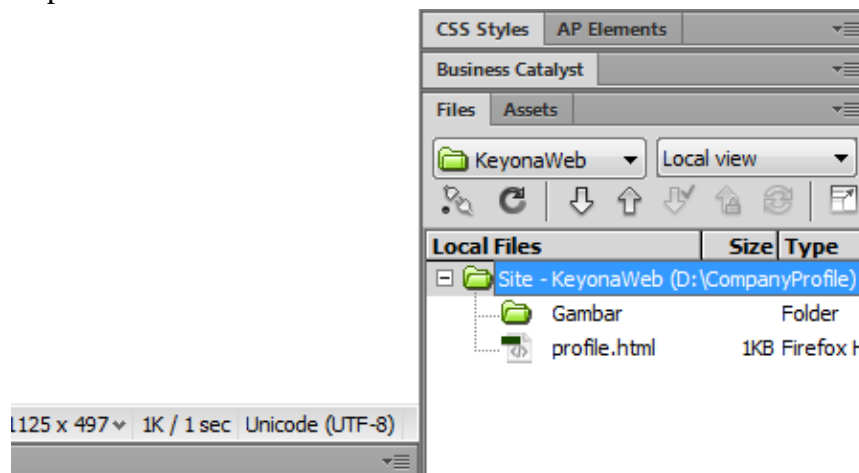 CSS Styles AP Elements
Business Catalyst
Files Assets
KeyonaWeb Local view
Local Files Size Type
Site - KeyonaWeb (D:\CompanyProfile)
Gambar Folder
profile.html 1KB Firefox H
1125 x 497 1K / 1 sec Unicode (UTF-8)